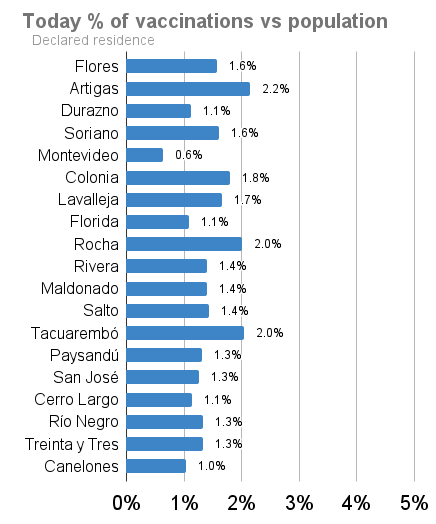 Today % of vaccinations vs population
Declared residence
Flores 1.6%
Artigas 2.2%
Durazno 1.1%
Soriano 1.6%
Montevideo 0.6%
Colonia 1.8%
Lavalleja 1.7%
Florida 1.1%
Rocha 2.0%
Rivera 1.4%
Maldonado 1.4%
Salto 1.4%
Tacuarembó 2.0%
Paysandú 1.3%
San José 1.3%
Cerro Largo 1.1%
Río Negro 1.3%
Treinta y Tres 1.3%
Canelones 1.0%
0% 1% 2% 3% 4% 5%